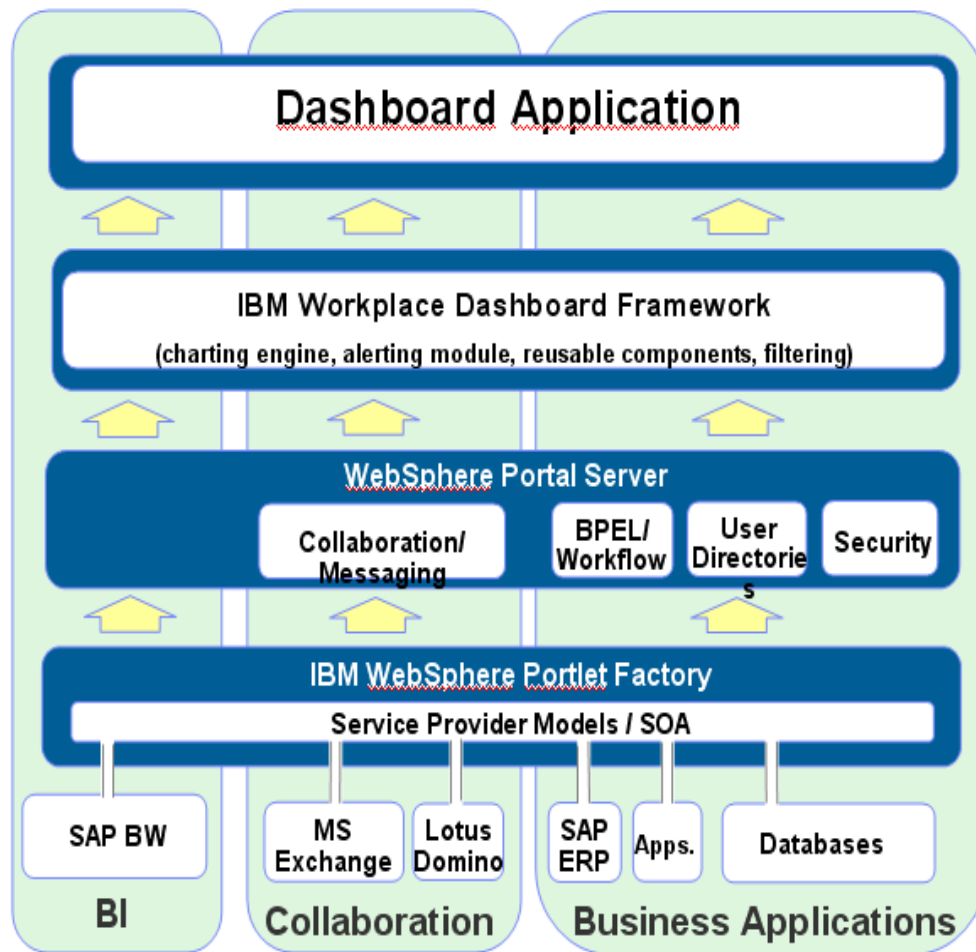 Dashboard Application
IBM Workplace Dashboard Framework
(charting engine, alerting module, reusable components, filtering)
WebSphere Portal Server
Collaboration/
Messaging
BPEL/
Workflow
User
Directorie
s
Security
IBM WebSphere Portlet Factory
Service Provider Models / SOA
SAP BW
MS
Exchange
Lotus
Domino
SAP
ERP
Apps.
Databases
BI
Collaboration
Business Applications